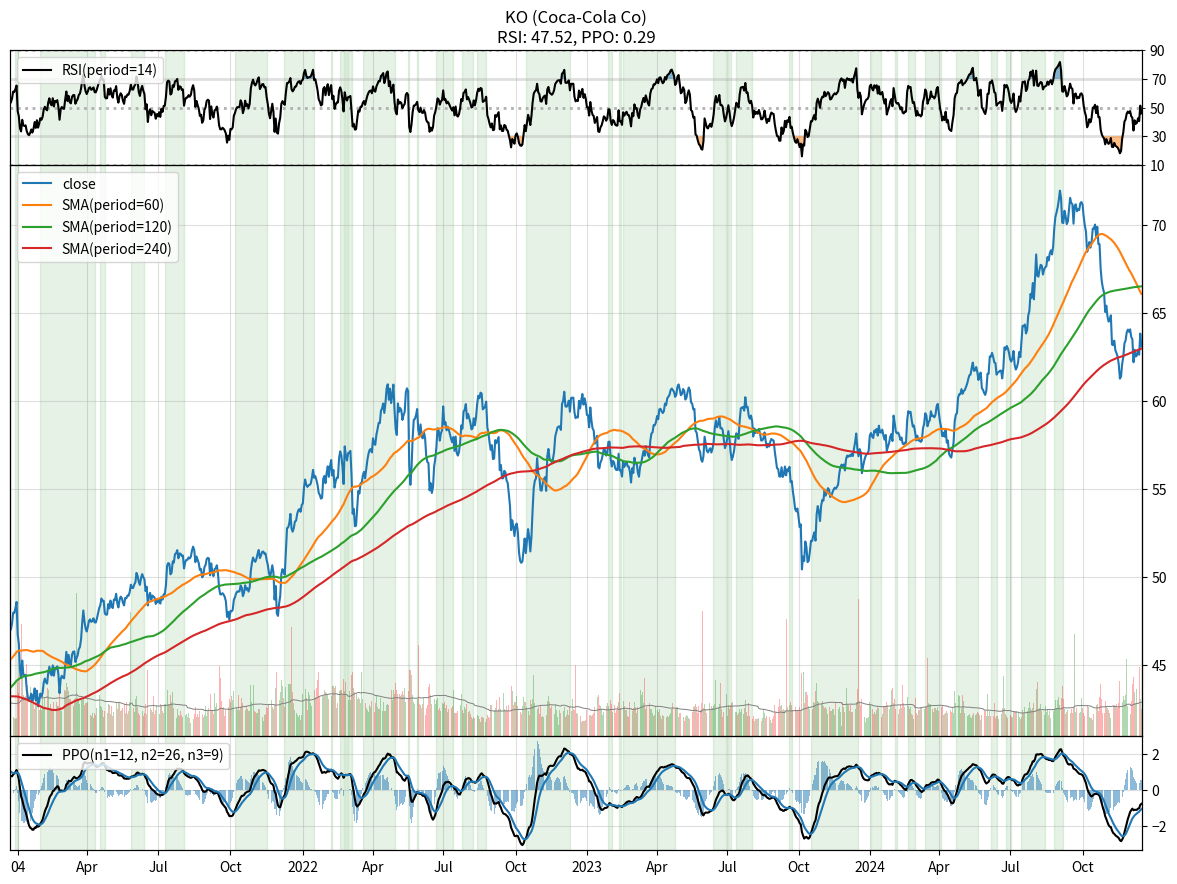 KO (Coca-Cola Co)
RSI: 47.52, PPO: 0.29
RSI(period=14)
90
70
50
30
10
close
SMA(period=60)
SMA(period=120)
SMA(period=240)
70
65
60
55
50
45
PPO(n1=12, n2=26, n3=9)
2
0
−2
04 Apr Jul Oct 2022 Apr Jul Oct 2023 Apr Jul Oct 2024 Apr Jul Oct